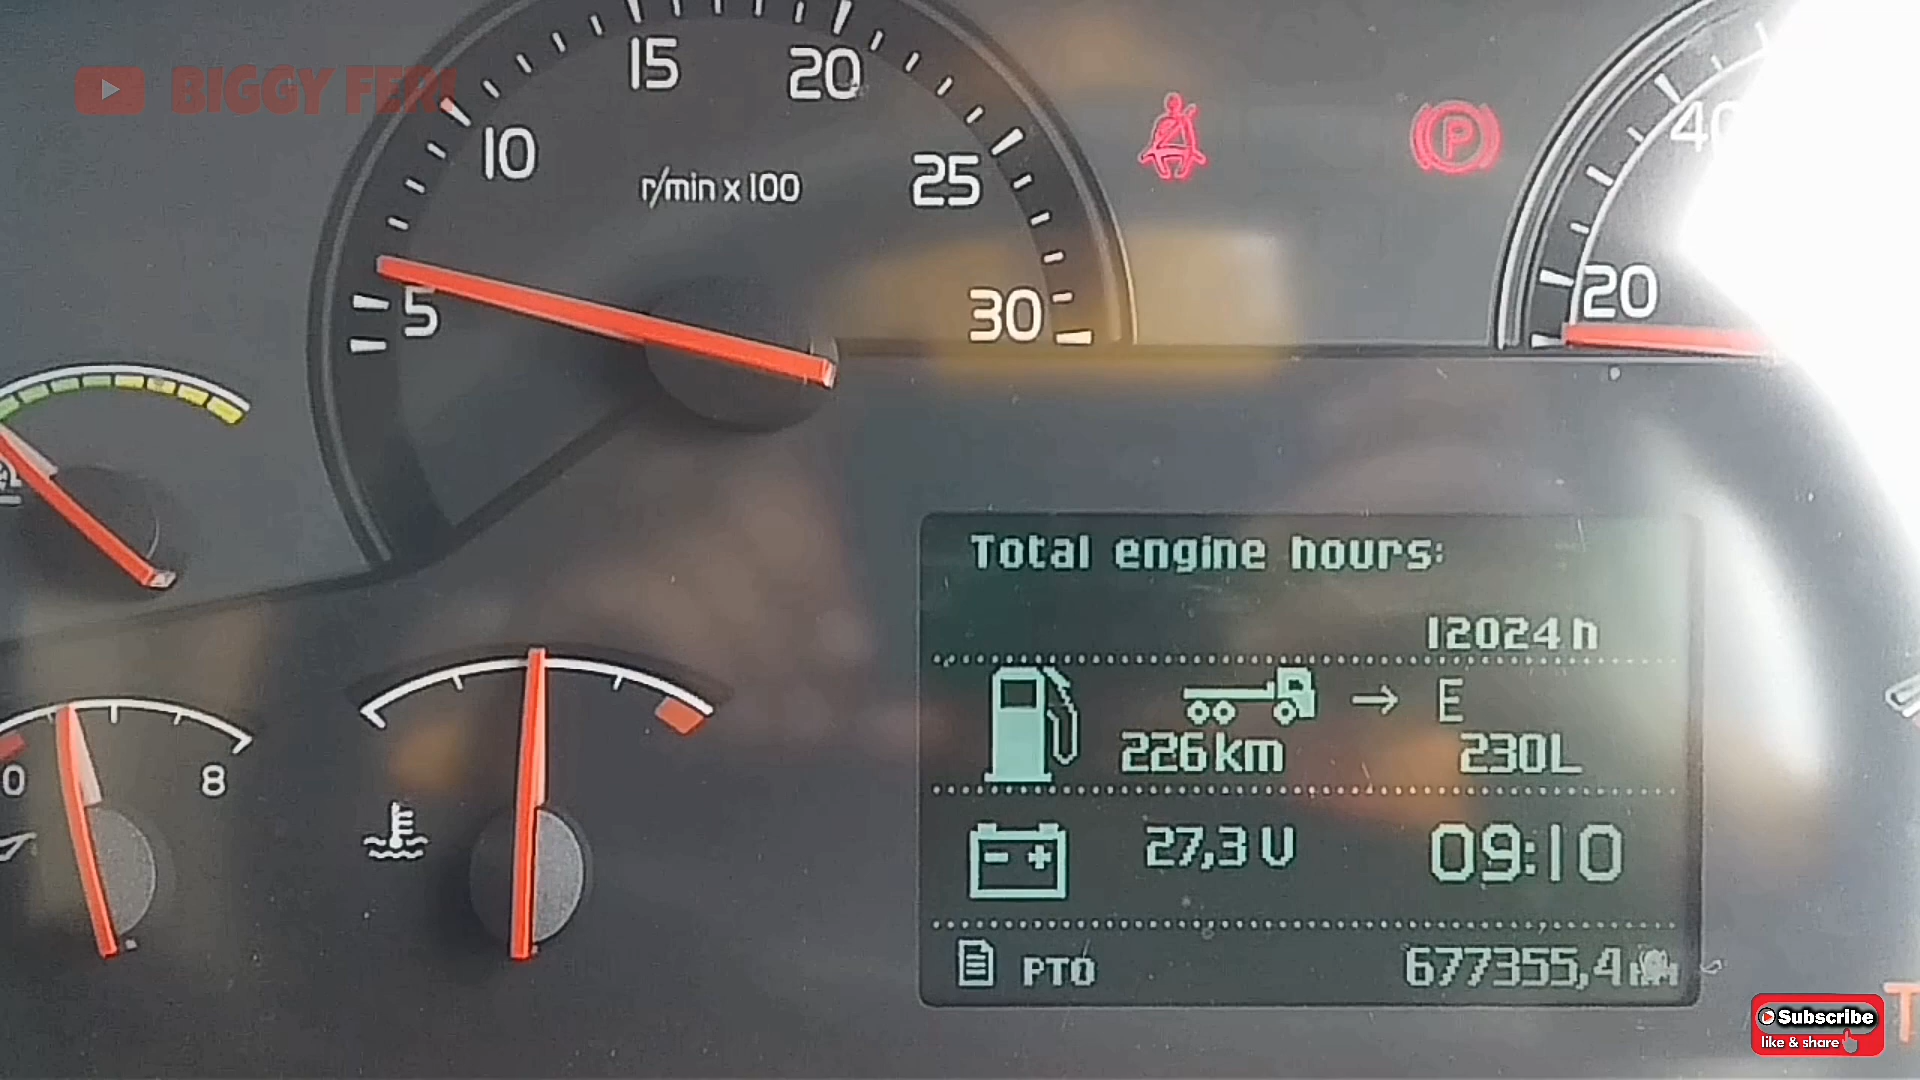 BIGGY FERI
15
20
10
25
r/min x 100
5
30
40
20
P
Total engine hours:
12024 h
E
226 km
230L
0
8
27,3 V
09:10
PTO
677355,4
Subscribe
like & share
T